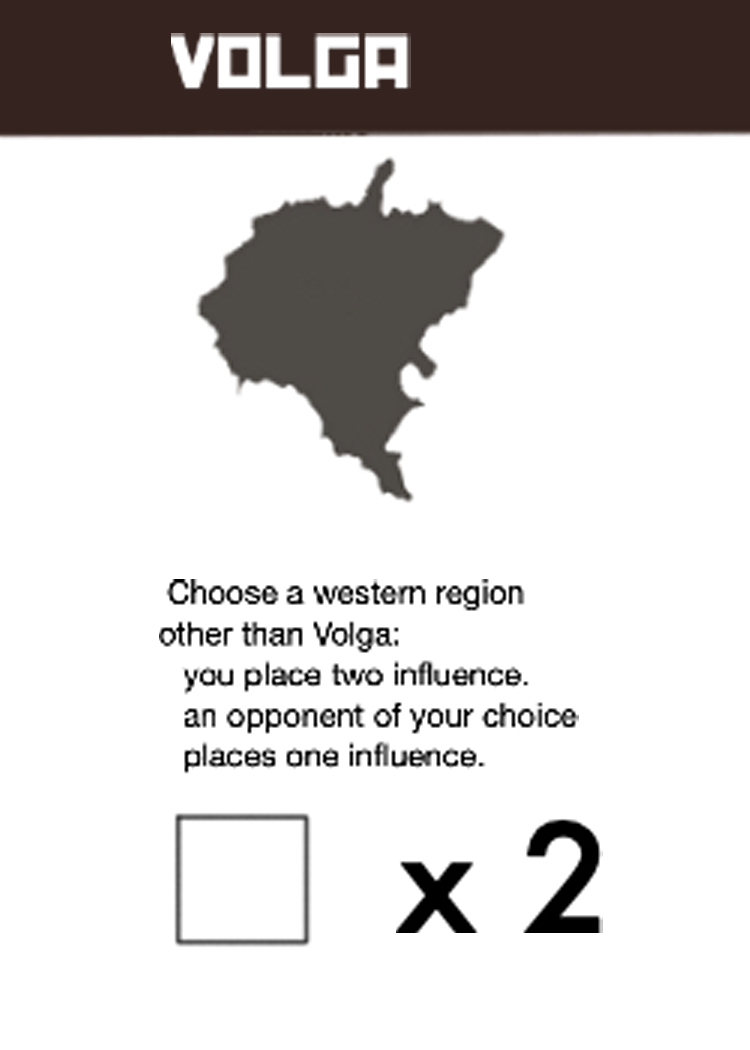 VOLGA
Choose a western region
other than Volga:
you place two influence.
an opponent of your choice
places one influence.
x 2